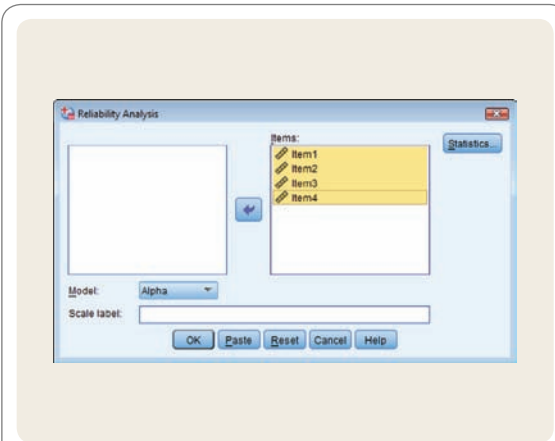 Reliability Analysis
Items:
Item1
Item2
Item3
Item4
Statistics...
Model:
Alpha
Scale label:
OK Paste Reset Cancel Help